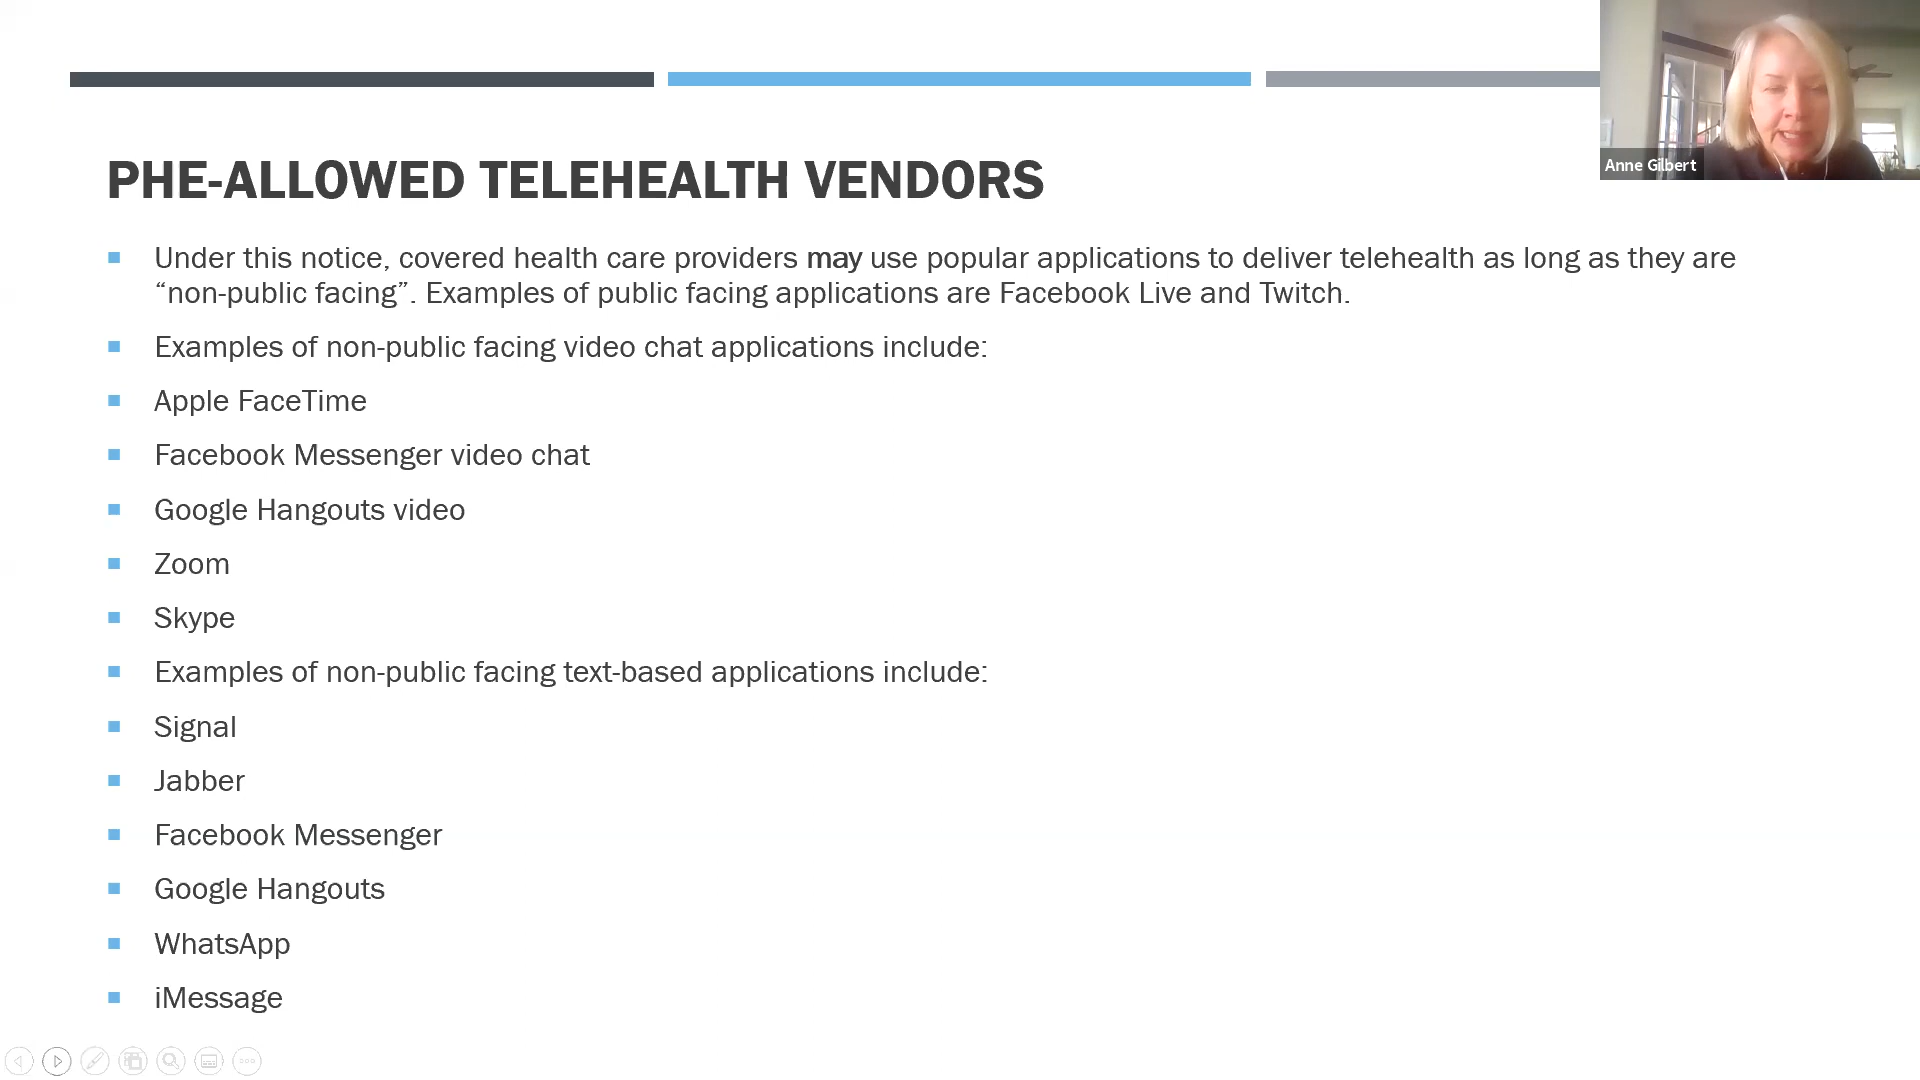 PHE-ALLOWED TELEHEALTH VENDORS
Under this notice, covered health care providers may use popular applications to deliver telehealth as long as they are
“non-public facing”. Examples of public facing applications are Facebook Live and Twitch.
Examples of non-public facing video chat applications include:
Apple FaceTime
Facebook Messenger video chat
Google Hangouts video
Zoom
Skype
Examples of non-public facing text-based applications include:
Signal
Jabber
Facebook Messenger
Google Hangouts
WhatsApp
iMessage
Anne Gilbert